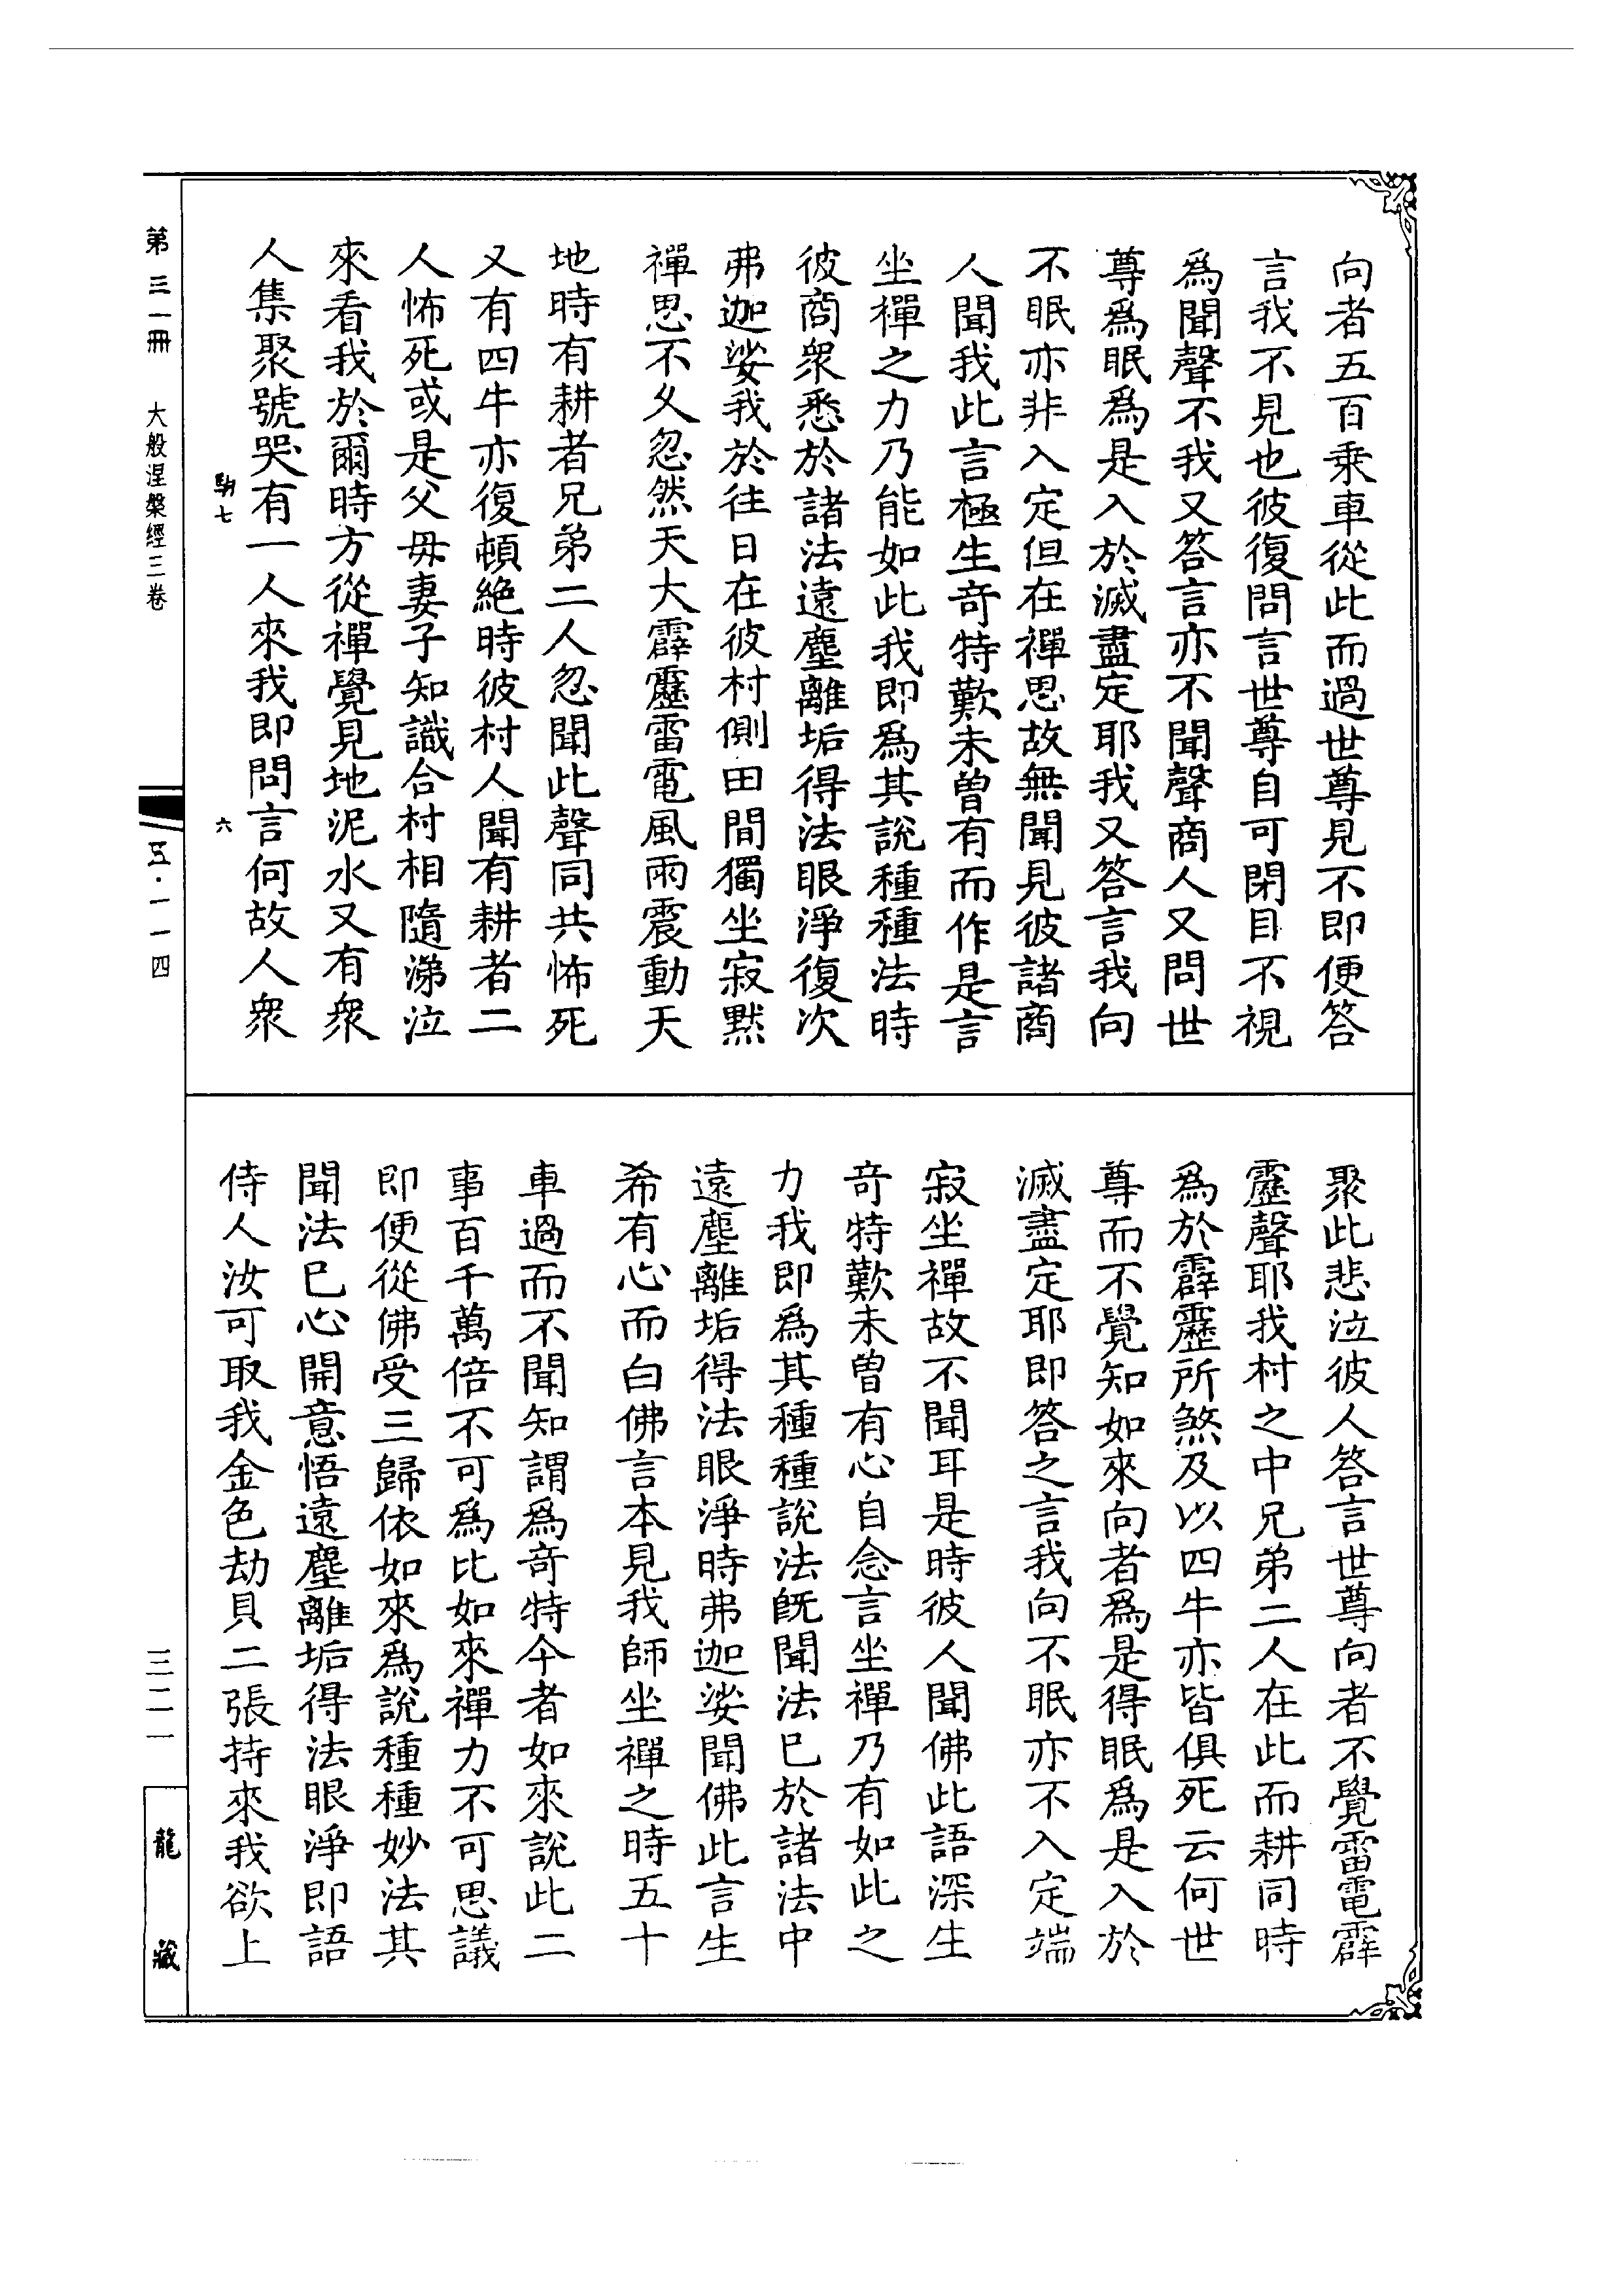 向者五百乗車從此而過世尊見不即便答
言我不見也彼復問言世尊自可閉目不視
爲聞聲不我又答言亦不聞聲商人又問世
尊爲眠爲是入於滅盡定耶我又答言我向
不眠亦非入定但在禪思故無聞見彼諸商
人聞我此言極生竒特歎未曽有而作是言
坐禪之力乃能如此我即爲其說種種法時
彼商衆悉於諸法遠塵離垢得法眼淨復次
弗迦娑我於往日在彼村側田間獨坐寂黙
禪思不乆忽然天大霹靂雷電風雨震動天
地時有耕者兄弟二人忽聞此聲同共怖死
又有四牛亦復頓絶時彼村人聞有耕者二
人怖死或是父母妻子知識合村相隨涕泣
來看我於爾時方從禪覺見地泥水又有衆
人集聚號哭有一人來我即問言何故人衆
聚此悲泣彼人答言世尊向者不覺雷電霹
靂聲耶我村之中兄弟二人在此而耕同時
爲於霹靂所煞及以四牛亦皆俱死云何世
尊而不覺知如來向者爲是得眠爲是入於
滅盡定耶即答之言我向不眠亦不入定端
寂坐禪故不聞耳是時彼人聞佛此語深生
竒特歎未曽有心自念言坐禪乃有如此之
力我即爲其種種說法旣聞法已於諸法中
遠塵離垢得法眼淨時弗迦娑聞佛此言生
希有心而白佛言本見我師坐禪之時五十
車過而不聞知謂爲竒特今者如來說此二
事百千萬倍不可爲比如來禪力不可思議
即便從佛受三歸依如來爲說種種妙法其
聞法已心開意悟遠塵離垢得法眼淨即語
侍人汝可取我金色劫貝二張持來我欲上
第三一冊 大般涅槃經三卷
五·一一四
三二一
龍藏
七
六